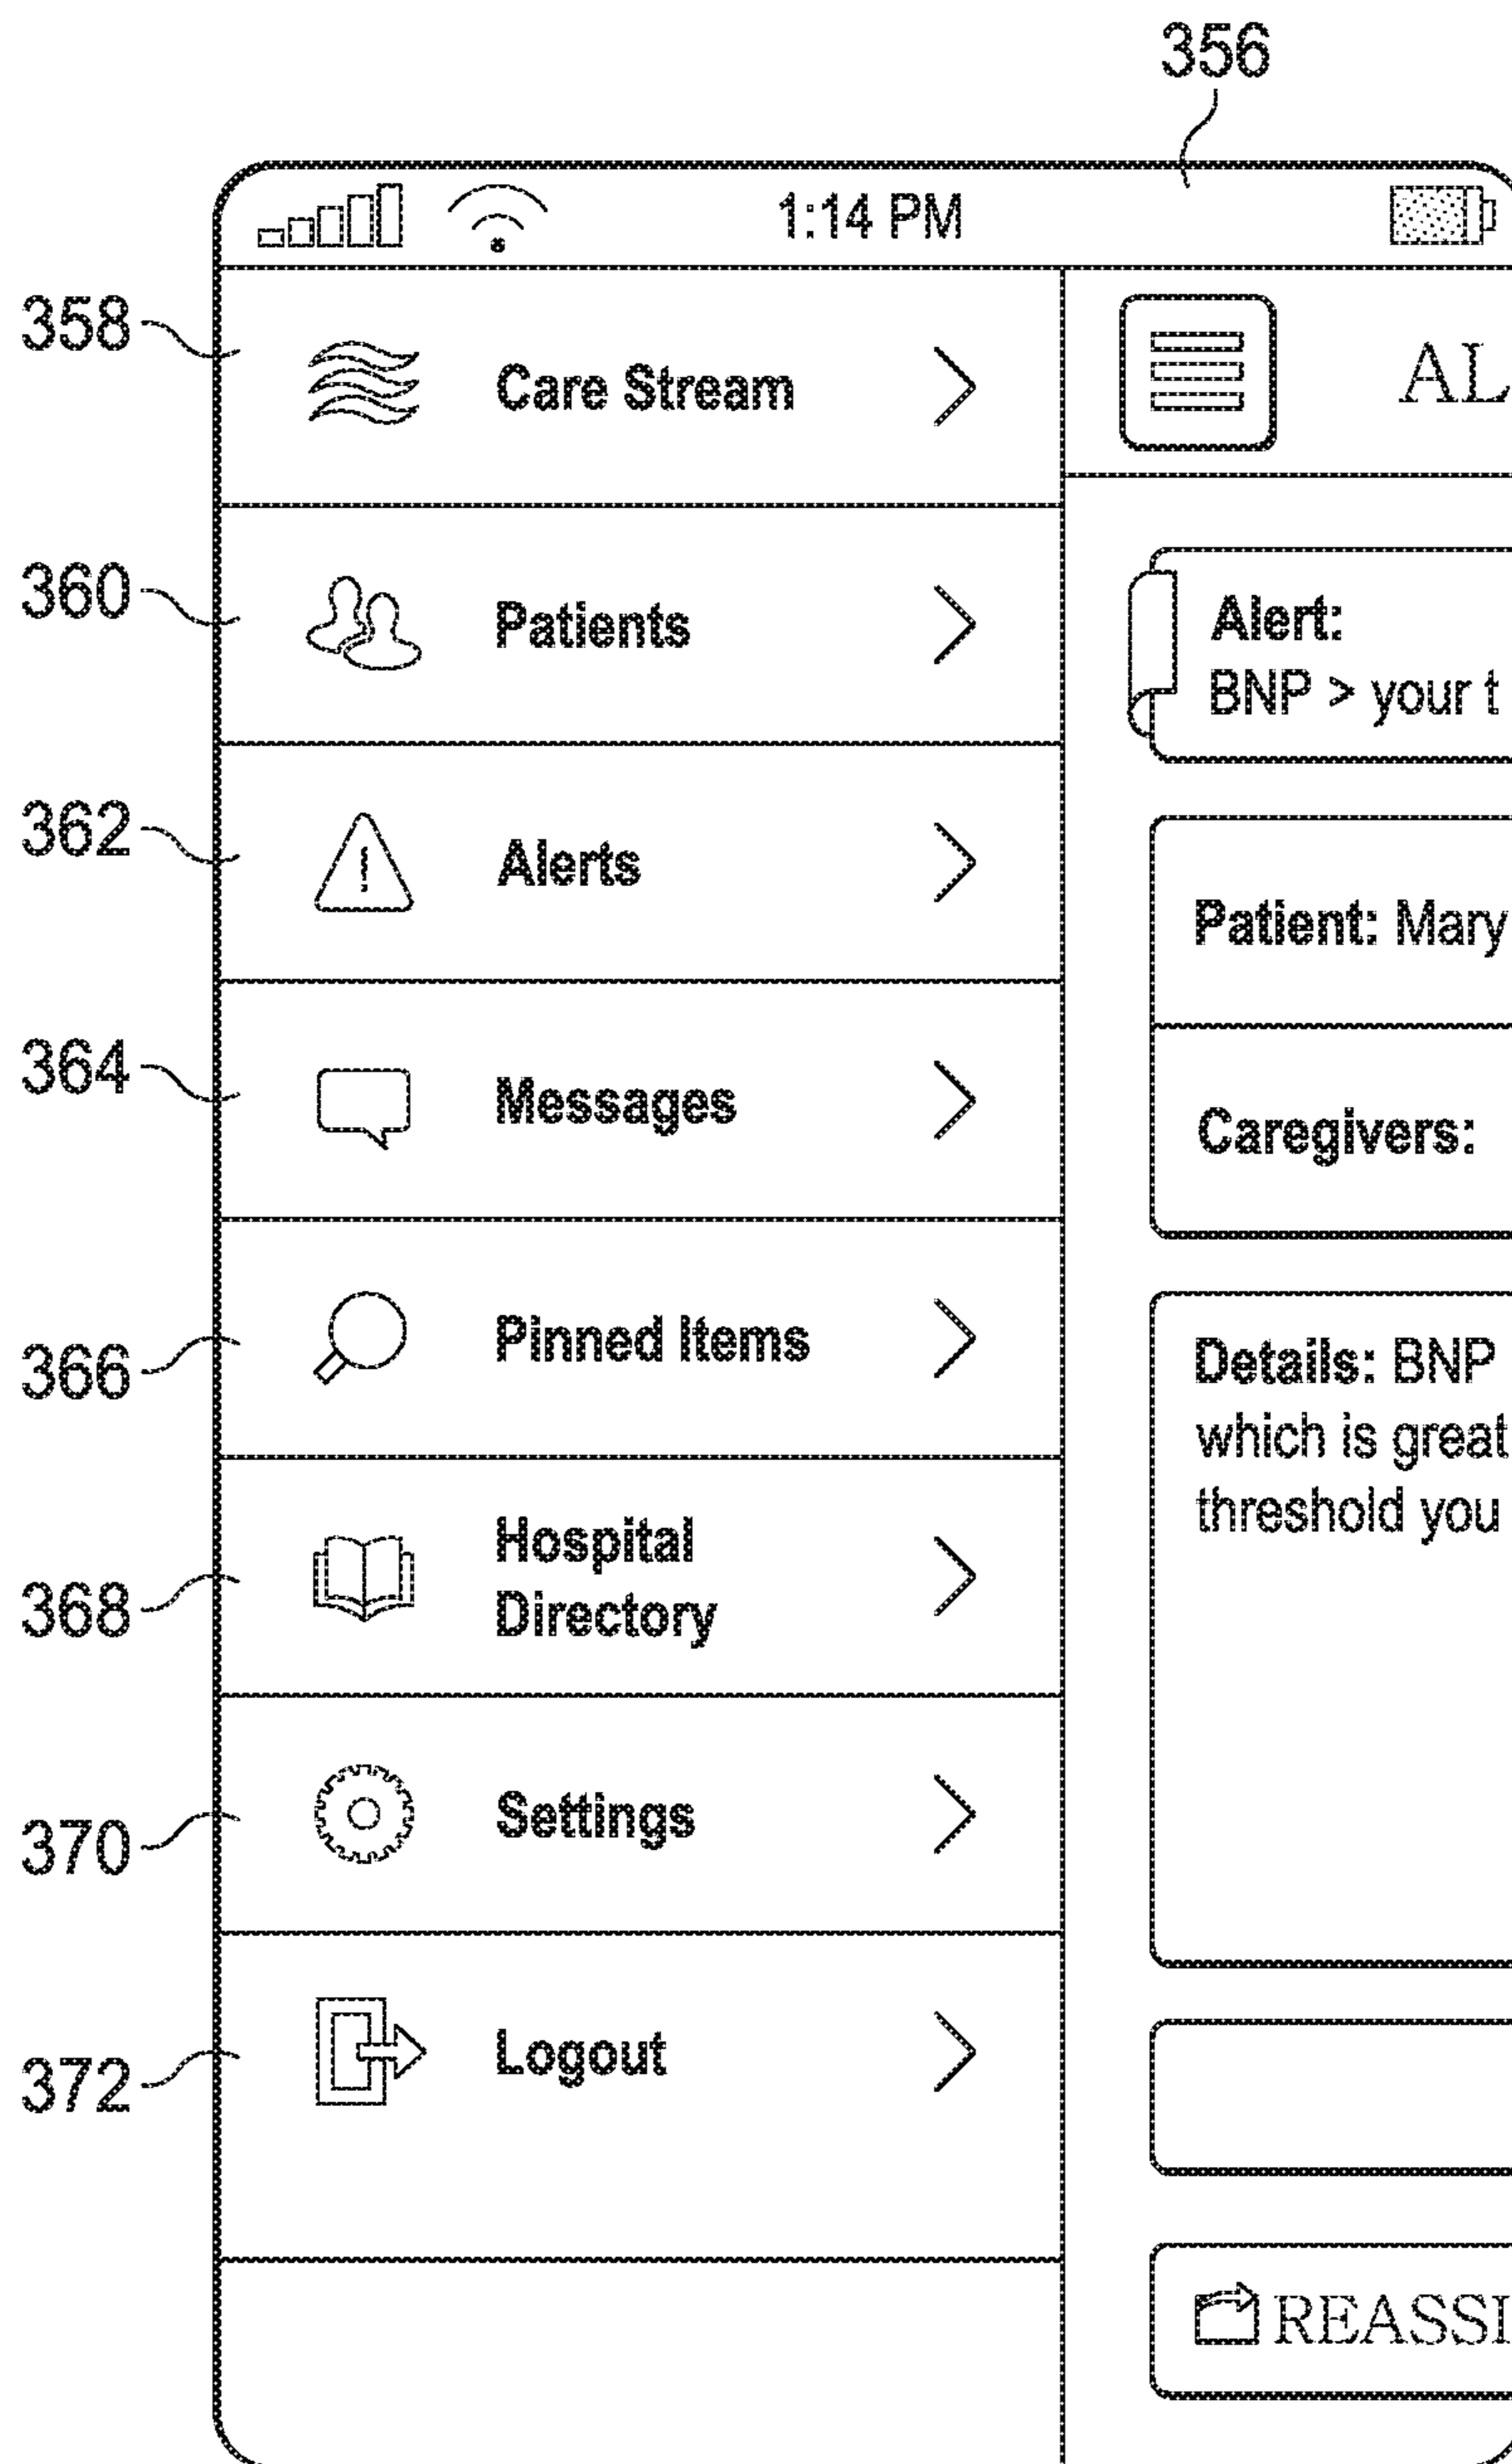 356
1:14 PM
358
Care Stream
360
Patients
362
Alerts
364
Messages
366
Pinned Items
368
Hospital
Directory
370
Settings
372
Logout
AL
Alert:
BNP > your t
Patient: Mary
Caregivers:
Details: BNP
which is great
threshold you
REASSI